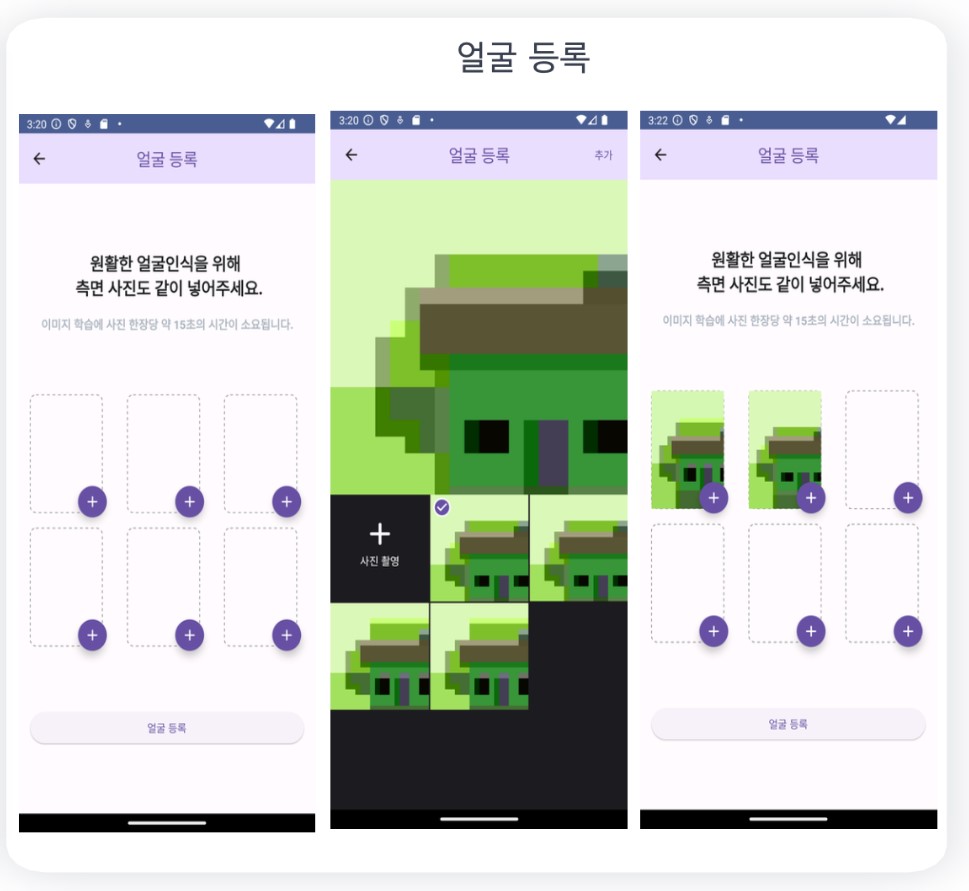 얼굴 등록
3:20
얼굴 등록
원활한 얼굴인식을 위해
측면 사진도 같이 넣어주세요.
이미지 학습에 사진 한장당 약 15초의 시간이 소요됩니다.
얼굴 등록
3:20
얼굴 등록
추가
사진 촬영
3:22
얼굴 등록
원활한 얼굴인식을 위해
측면 사진도 같이 넣어주세요.
이미지 학습에 사진 한장당 약 15초의 시간이 소요됩니다.
얼굴 등록